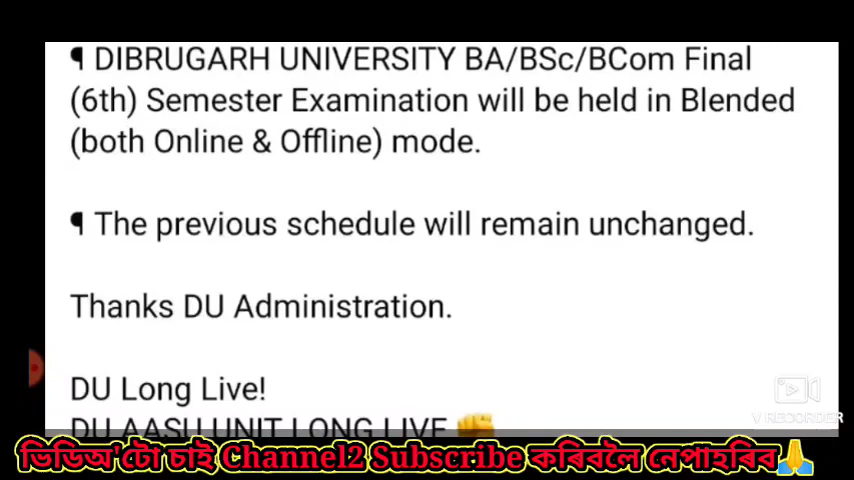 ¶ DIBRUGARH UNIVERSITY BA/BSc/BCom Final
(6th) Semester Examination will be held in Blended
(both Online & Offline) mode.
¶ The previous schedule will remain unchanged.
Thanks DU Administration.
DU Long Live!
DU AASU UNIT LONG LIVE 👊
V RECORDER
ভিডিঅ'টো চাই Channel2 Subscribe কৰিবলৈ নেপাহৰিব🙏